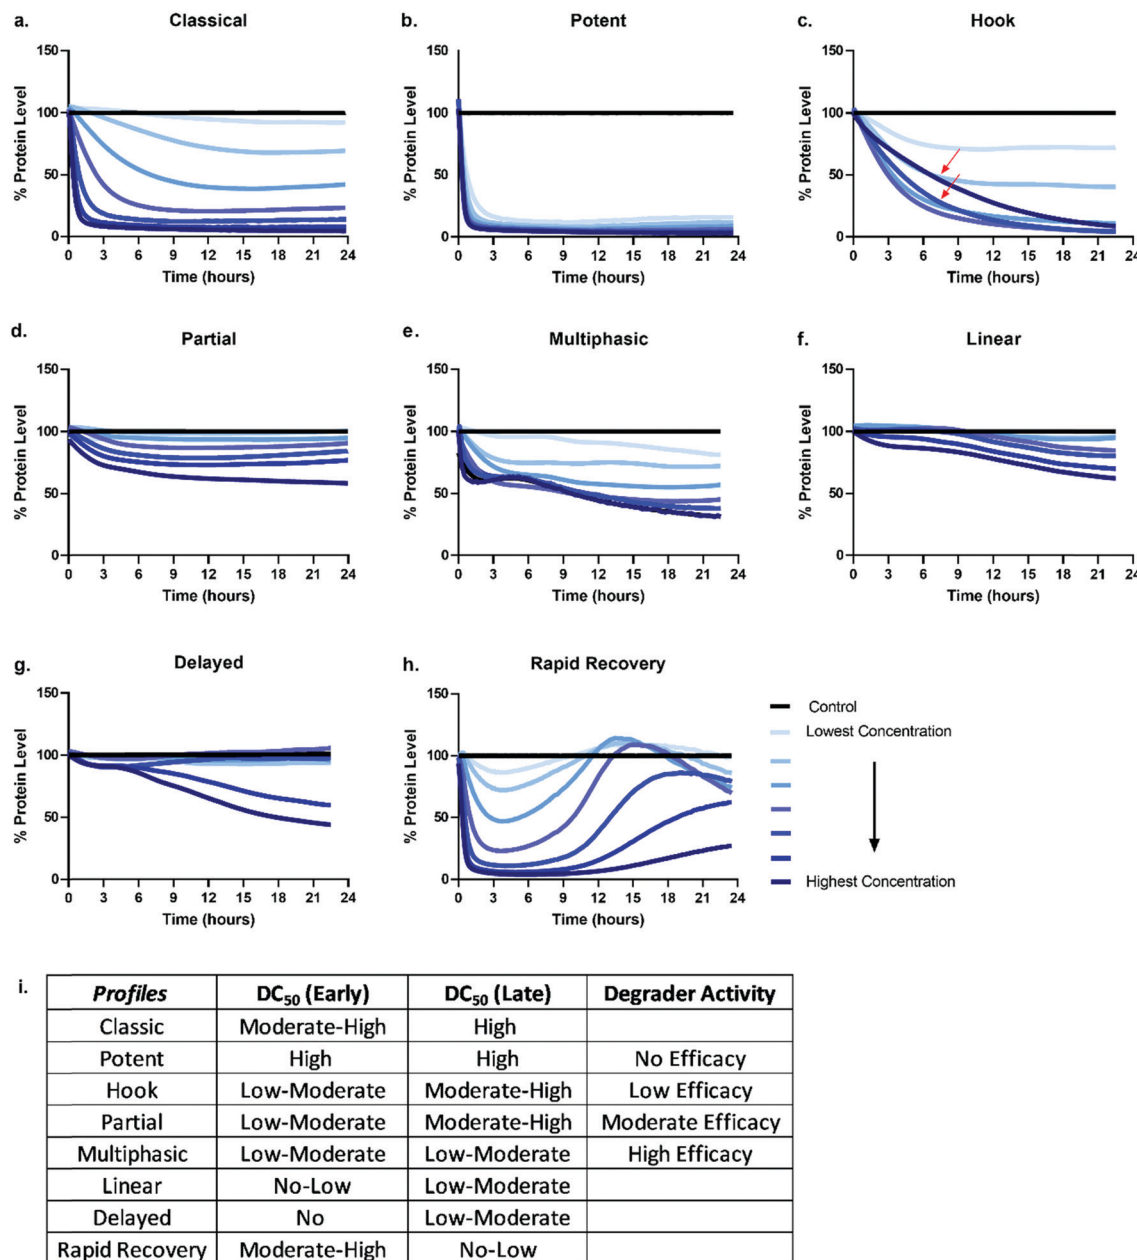 a. Classical
% Protein Level
150
100
50
0
0 3 6 9 12 15 18 21 24
Time (hours)
b. Potent
% Protein Level
150
100
50
0
0 3 6 9 12 15 18 21 24
Time (hours)
c. Hook
% Protein Level
150
100
50
0
0 3 6 9 12 15 18 21 24
Time (hours)
d. Partial
% Protein Level
150
100
50
0
0 3 6 9 12 15 18 21 24
Time (hours)
e. Multiphasic
% Protein Level
150
100
50
0
0 3 6 9 12 15 18 21 24
Time (hours)
f. Linear
% Protein Level
150
100
50
0
0 3 6 9 12 15 18 21 24
Time (hours)
g. Delayed
% Protein Level
150
100
50
0
0 3 6 9 12 15 18 21 24
Time (hours)
h. Rapid Recovery
% Protein Level
150
100
50
0
0 3 6 9 12 15 18 21 24
Time (hours)
Control
Lowest Concentration
Highest Concentration
i. Profiles DC50 (Early) DC50 (Late) Degrader Activity
Classic Moderate-High High
Potent High High No Efficacy
Hook Low-Moderate Moderate-High Low Efficacy
Partial Low-Moderate Moderate-High Moderate Efficacy
Multiphasic Low-Moderate Low-Moderate High Efficacy
Linear No-Low Low-Moderate
Delayed No Low-Moderate
Rapid Recovery Moderate-High No-Low